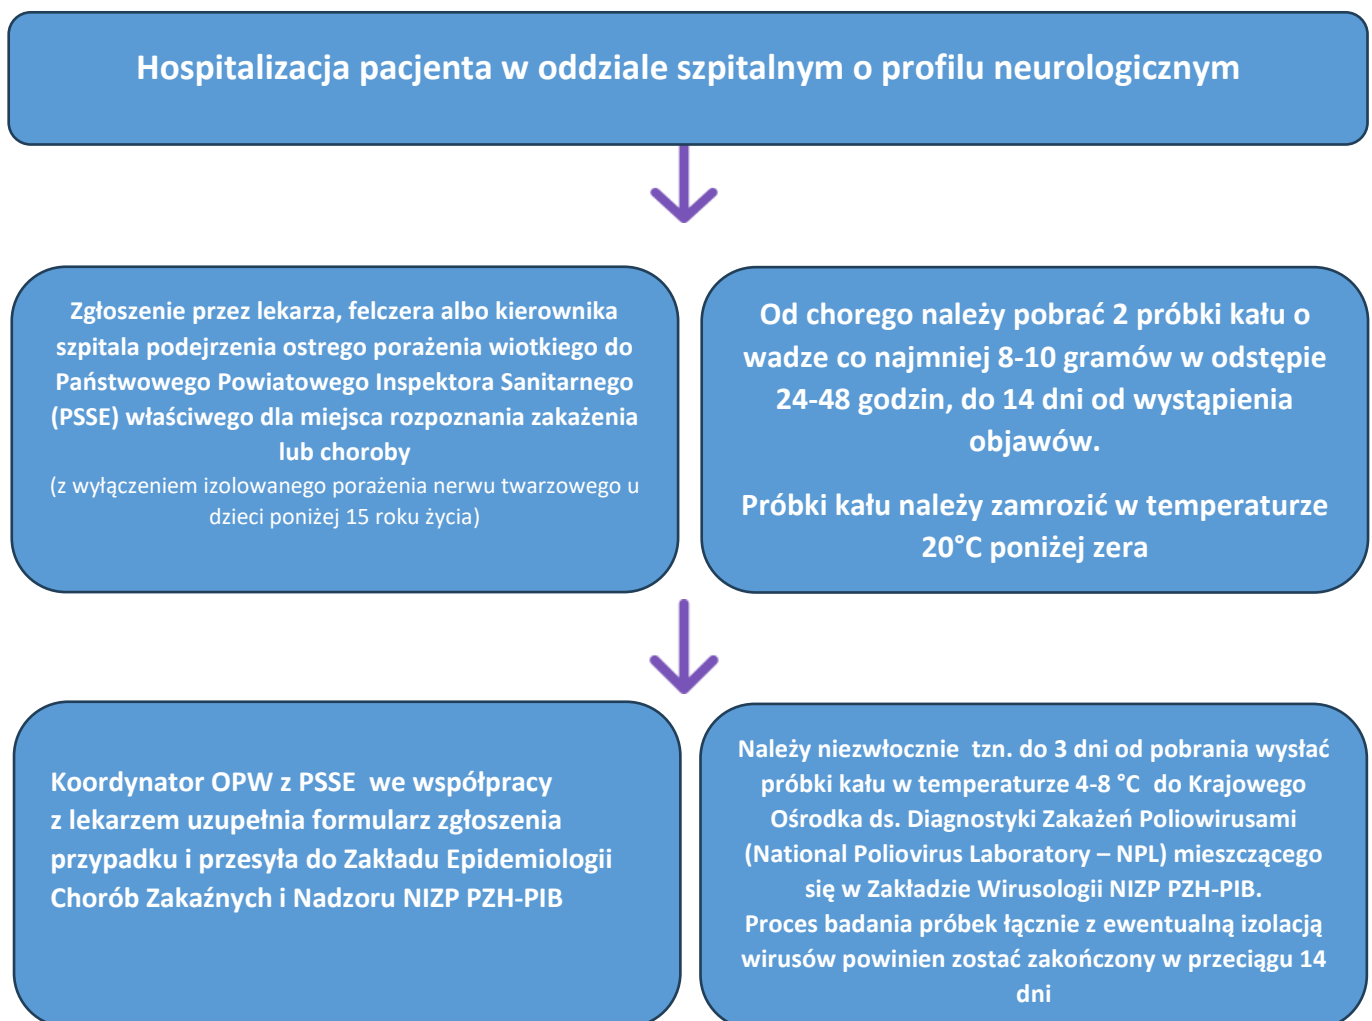 Hospitalizacja pacjenta w oddziale szpitalnym o profilu neurologicznym
Zgłoszenie przez lekarza, felczera albo kierownika
szpitala podejrzenia ostrego porażenia wiotkiego do
Państwowego Powiatowego Inspektora Sanitarnego
(PSSE) właściwego dla miejsca rozpoznania zakażenia
lub choroby
(z wyłączeniem izolowanego porażenia nerwu twarzowego u
dzieci poniżej 15 roku życia)
Od chorego należy pobrać 2 próbki kału o
wadze co najmniej 8-10 gramów w odstępie
24-48 godzin, do 14 dni od wystąpienia
objawów.
Próbki kału należy zamrozić w temperaturze
20°C poniżej zera
Koordynator OPW z PSSE we współpracy
z lekarzem uzupełnia formularz zgłoszenia
przypadku i przesyła do Zakładu Epidemiologii
Chorób Zakaźnych i Nadzoru NIZP PZH-PIB
Należy niezwłocznie tzn. do 3 dni od pobrania wysłać
próbki kału w temperaturze 4-8 °C do Krajowego
Ośrodka ds. Diagnostyki Zakażeń Poliowirusami
(National Poliovirus Laboratory – NPL) mieszczącego
się w Zakładzie Wirusologii NIZP PZH-PIB.
Proces badania próbek łącznie z ewentualną izolacją
wirusów powinien zostać zakończony w przeciągu 14
dni